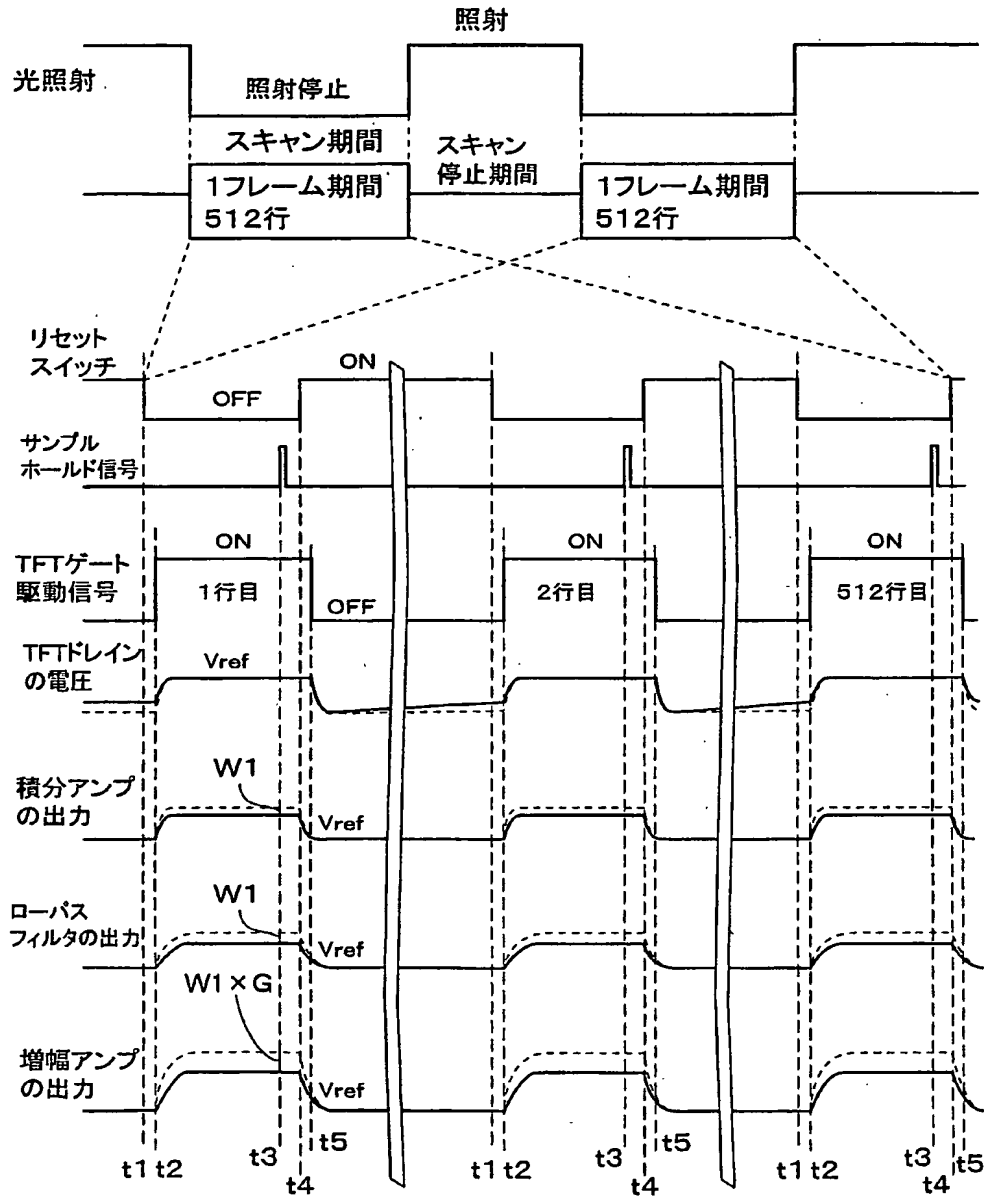 照射
光照射
照射停止
スキャン期間
スキャン
停止期間
1フレーム期間
512行
1フレーム期間
512行
リセット
スイッチ
ON
OFF
サンプル
ホールド信号
TFTゲート
駆動信号
ON
1行目
OFF
ON
2行目
ON
512行目
TFTドレイン
の電圧
Vref
積分アンプ
の出力
W1
Vref
ローパス
フィルタの出力
W1
Vref
W1×G
増幅アンプ
の出力
Vref
t1 t2 t3 t4 t5 t1 t2 t3 t4 t5 t1 t2 t3 t4 t5